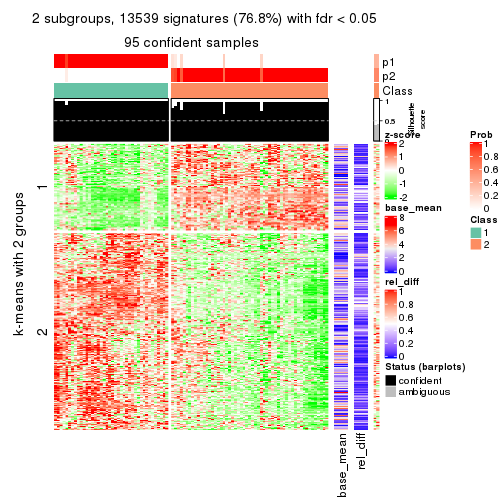 2 subgroups, 13539 signatures (76.8%) with fdr < 0.05
95 confident samples
p1
p2
Class
1
0.5
0
Silhouette
score
k-means with 2 groups
1
2
base_mean
rel_diff
z-score
2
1
0
-1
-2
base_mean
8
6
4
2
0
rel_diff
1
0.8
0.6
0.4
0.2
0
Status (barplots)
confident
ambiguous
Prob
1
0.8
0.6
0.4
0.2
0
Class
1
2